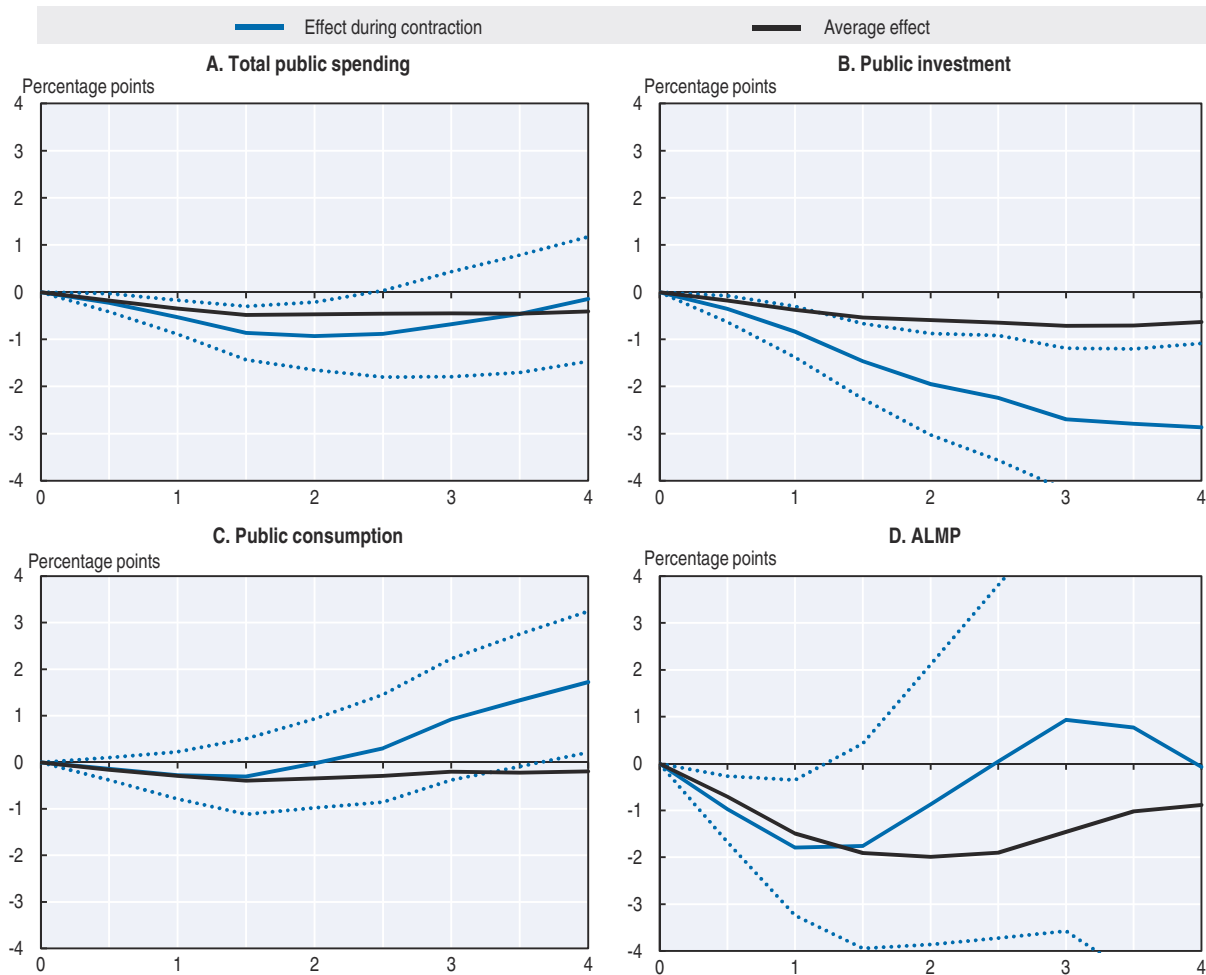 Effect during contraction
Average effect
A. Total public spending
Percentage points
4
3
2
1
0
-1
-2
-3
-4
0 1 2 3 4
B. Public investment
Percentage points
4
3
2
1
0
-1
-2
-3
-4
0 1 2 3 4
C. Public consumption
Percentage points
4
3
2
1
0
-1
-2
-3
-4
0 1 2 3 4
D. ALMP
Percentage points
4
3
2
1
0
-1
-2
-3
-4
0 1 2 3 4